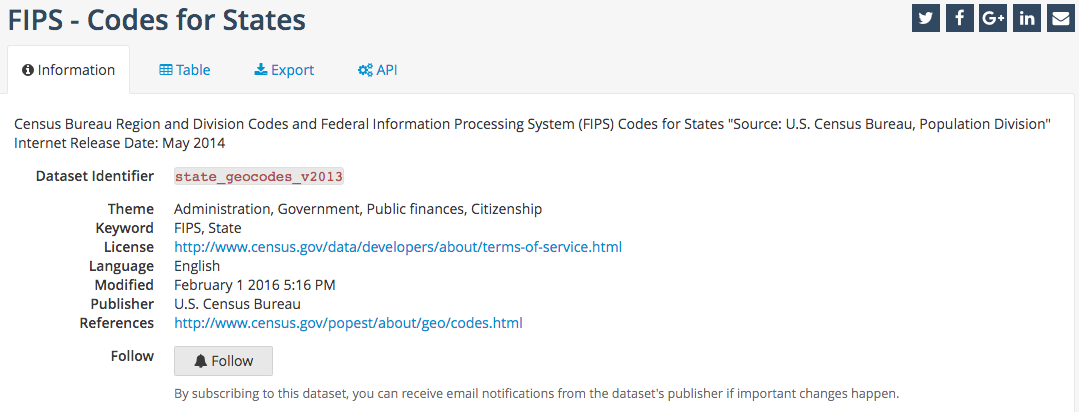 FIPS - Codes for States
Information
Table
Export
API
Census Bureau Region and Division Codes and Federal Information Processing System (FIPS) Codes for States "Source: U.S. Census Bureau, Population Division"
Internet Release Date: May 2014
Dataset Identifier state_geocodes_v2013
Theme Administration, Government, Public finances, Citizenship
Keyword FIPS, State
License http://www.census.gov/data/developers/about/terms-of-service.html
Language English
Modified February 1 2016 5:16 PM
Publisher U.S. Census Bureau
References http://www.census.gov/popest/about/geo/codes.html
Follow Follow
By subscribing to this dataset, you can receive email notifications from the dataset's publisher if important changes happen.